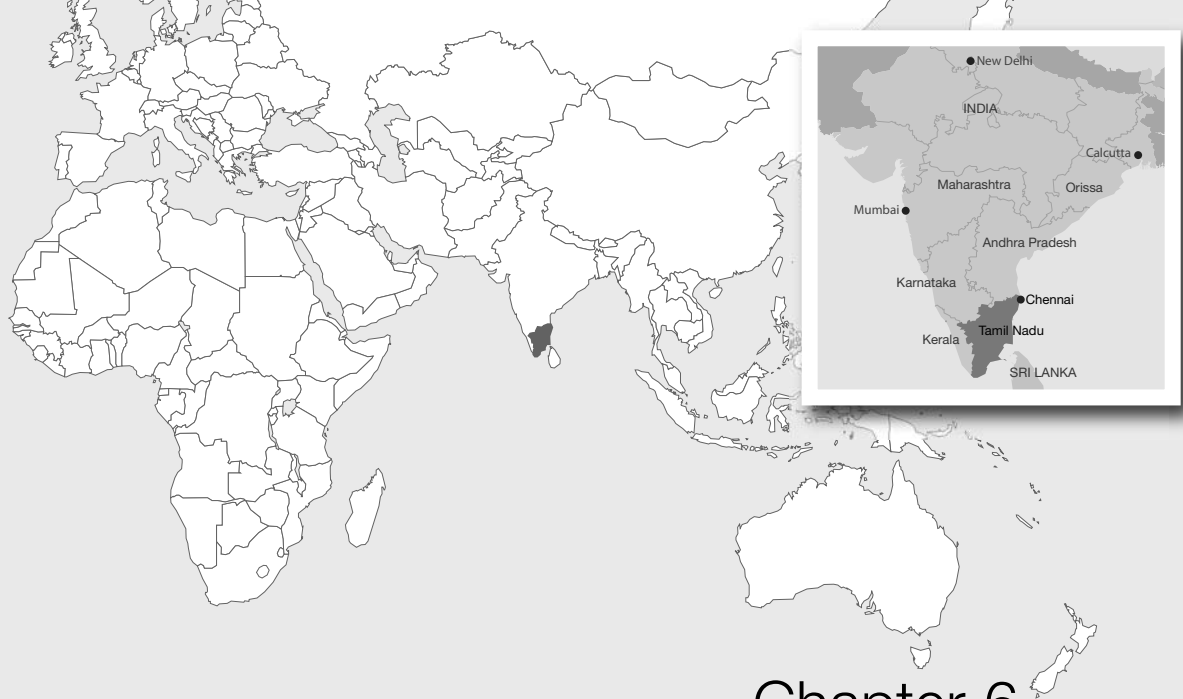 New Delhi
INDIA
Calcutta
Maharashtra
Orissa
Mumbai
Andhra Pradesh
Karnataka
Chennai
Tamil Nadu
Kerala
SRI LANKA
Chapter 6